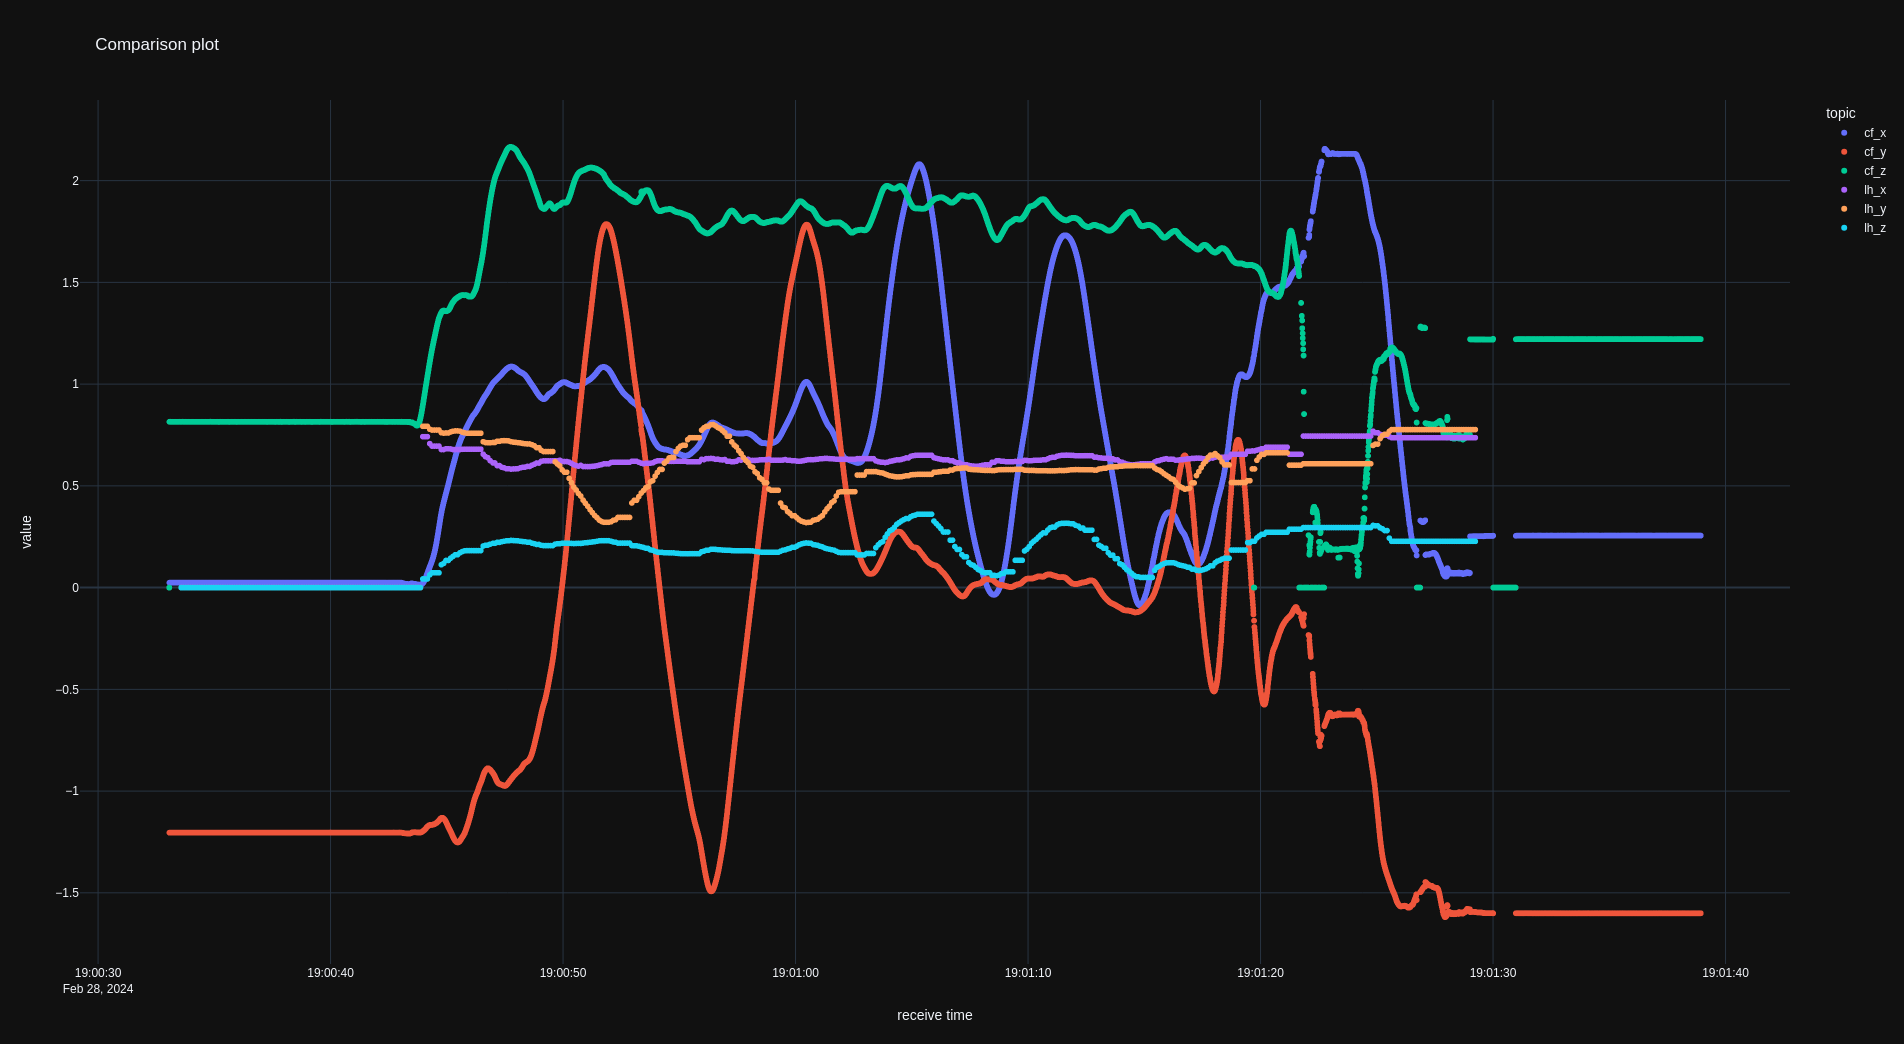 Comparison plot
topic
cf_x
cf_y
cf_z
lh_x
lh_y
lh_z
value
2
1.5
1
0.5
0
−0.5
−1
−1.5
19:00:30 19:00:40 19:00:50 19:01:00 19:01:10 19:01:20 19:01:30 19:01:40
Feb 28, 2024
receive time